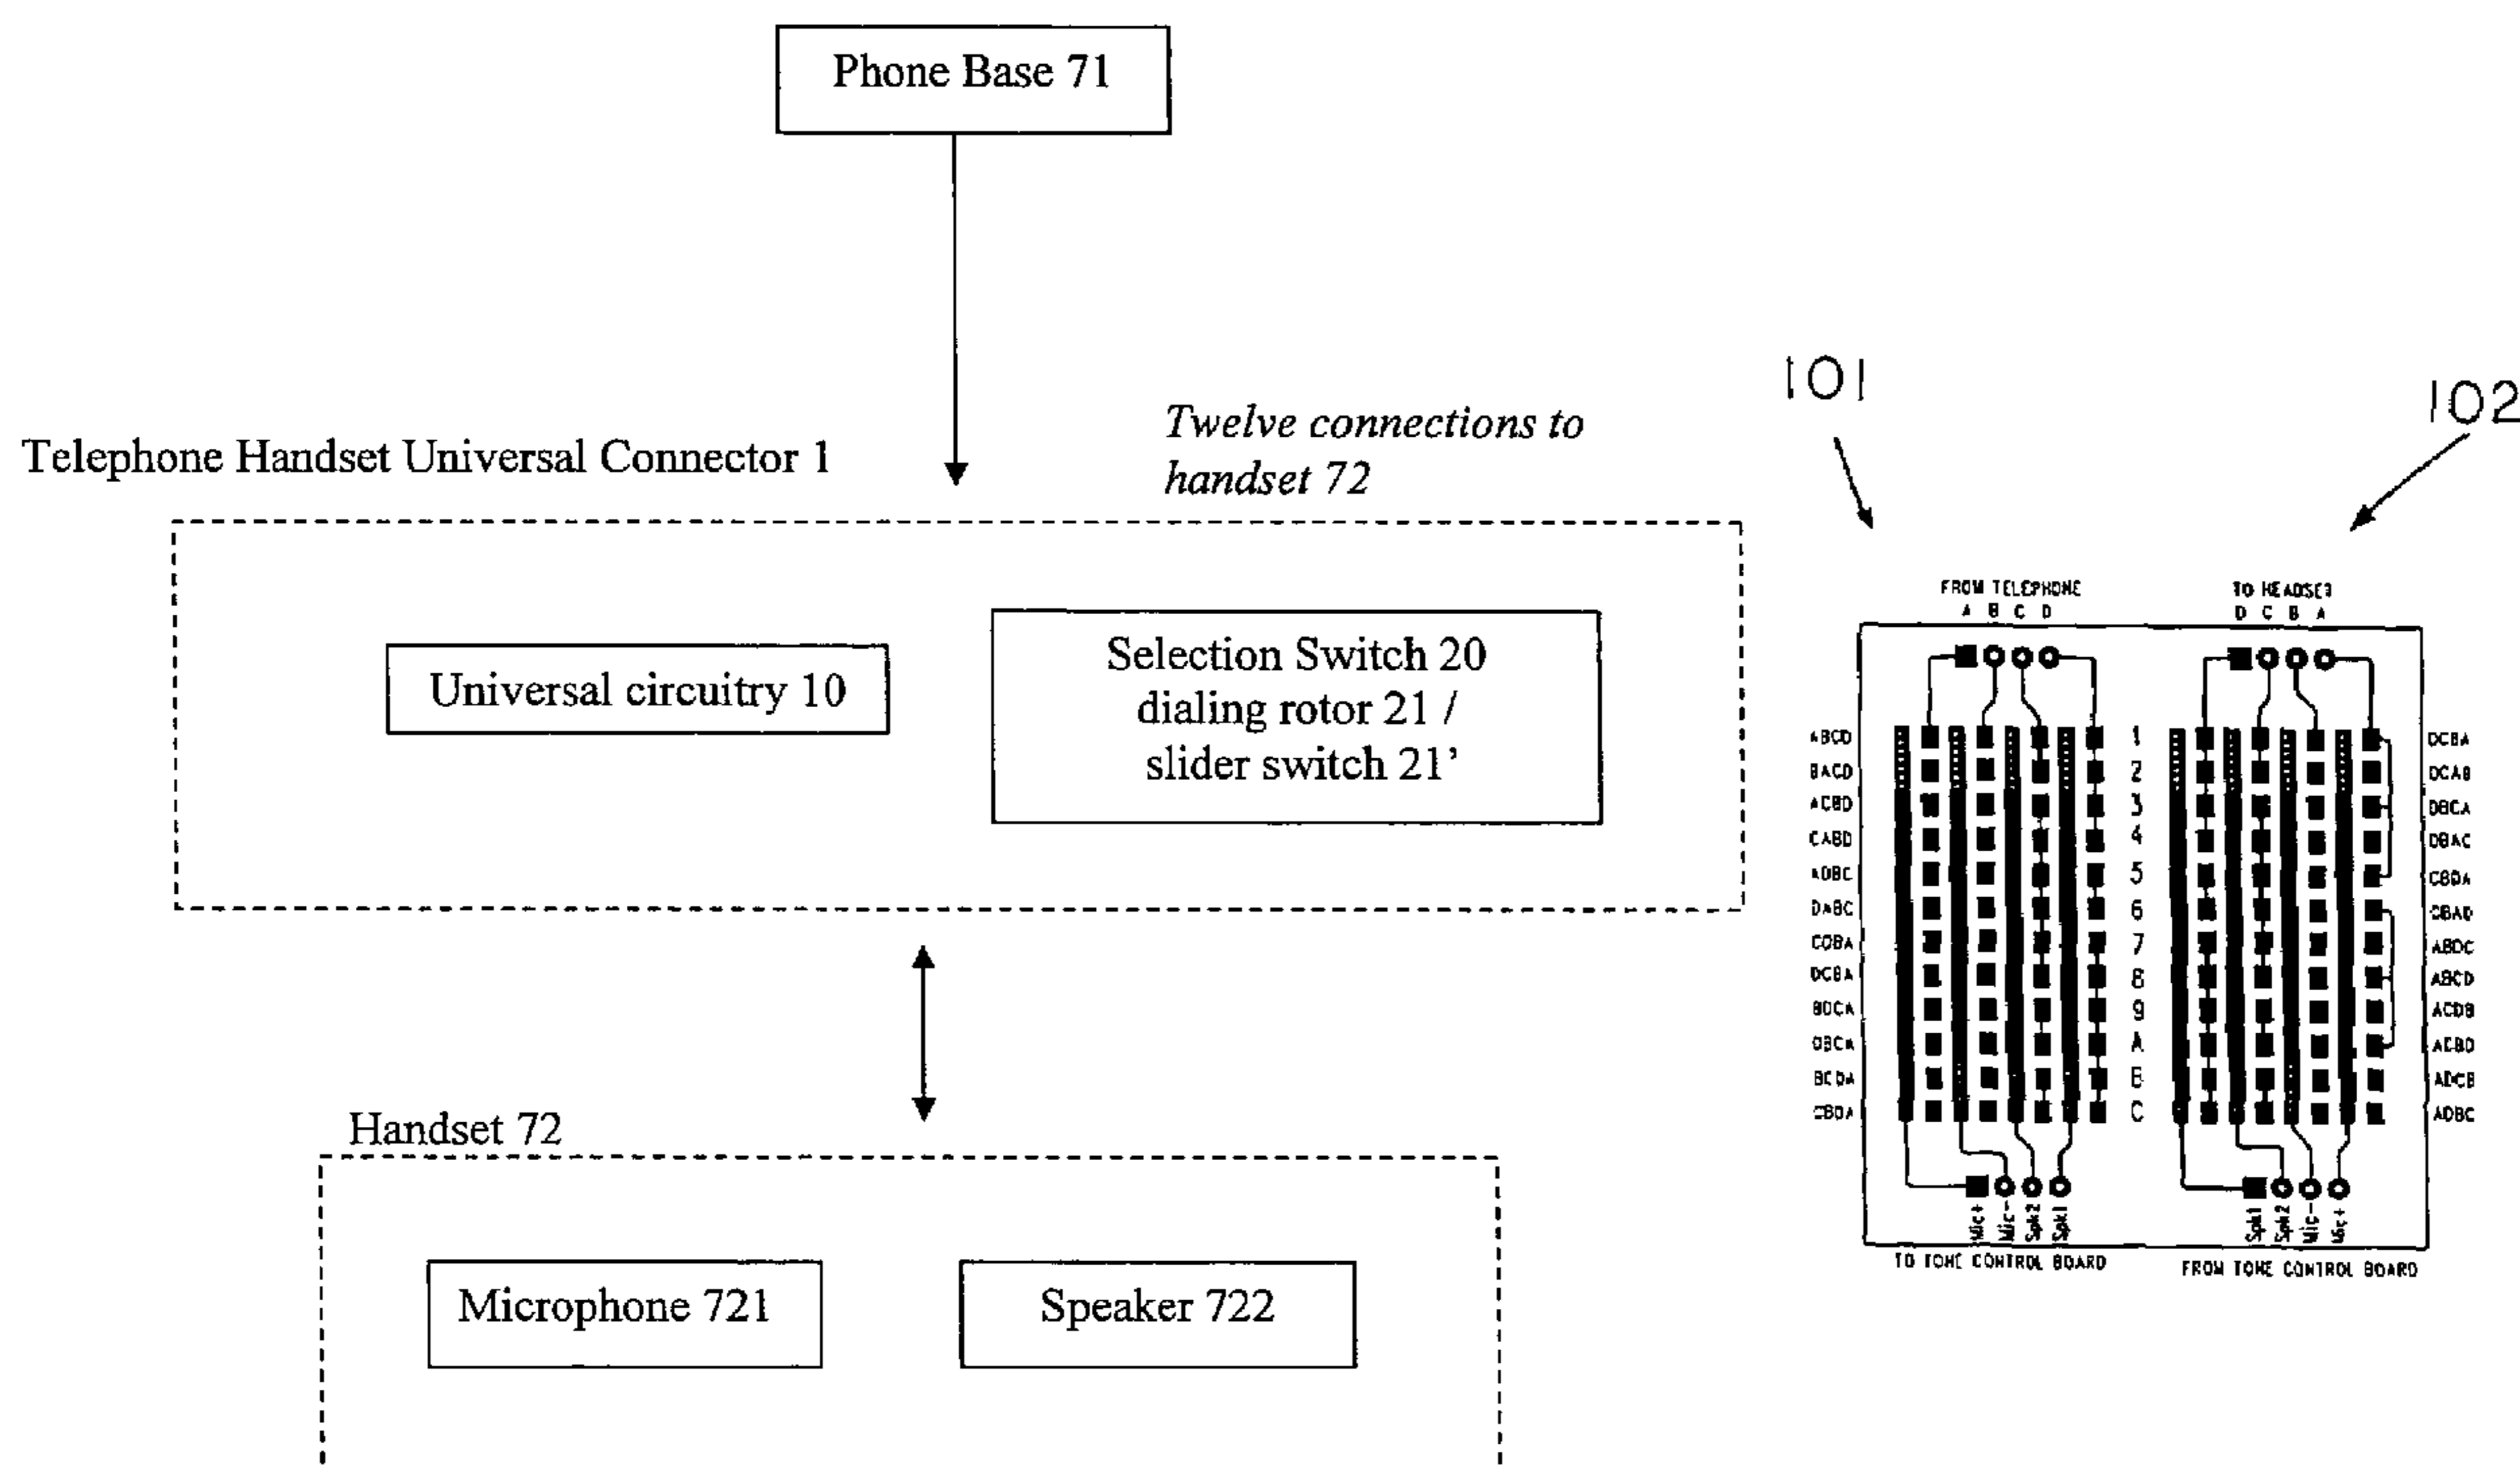 Phone Base 71
Telephone Handset Universal Connector 1
Twelve connections to
handset 72
Universal circuitry 10
Selection Switch 20
dialing rotor 21 /
slider switch 21'
Handset 72
Microphone 721
Speaker 722
101
102
FROM TELEPHONE
A B C D
TO HEADSET
D C B A
ABCD 1 DCBA
BACD 2 DCAB
ACBD 3 DBCA
CABD 4 DBAC
ADBC 5 CBDA
DABC 6 CBAD
CDBA 7 ABDC
DCBA 8 ABCD
BDCA 9 ACDB
DBCA A ACBD
BCDA B ADCB
CBDA C ADBC
Mic+ Mic- Spk2 Spk1
Spk1 Spk2 Mic- Mic+
TO TONE CONTROL BOARD
FROM TONE CONTROL BOARD